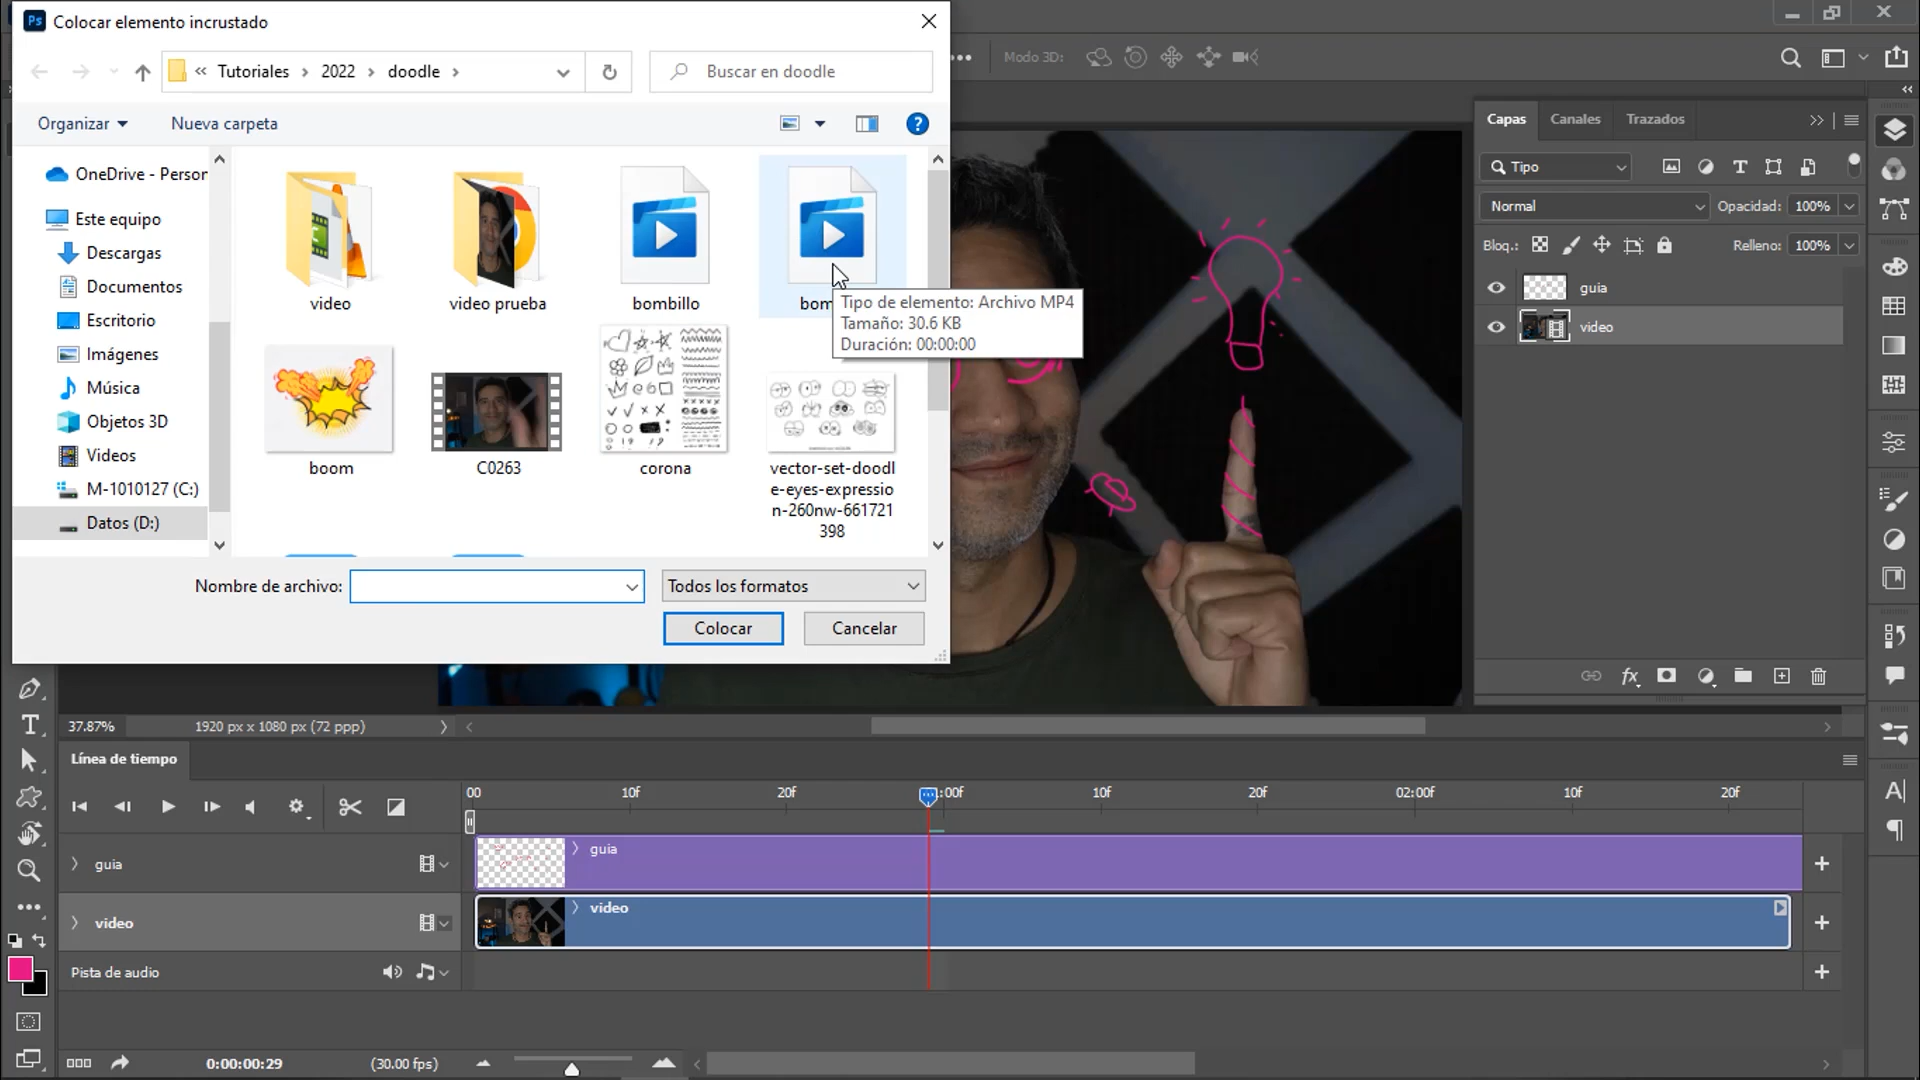 Ps Colocar elemento incrustado
« Tutoriales › 2022 › doodle ›
Buscar en doodle
Organizar
Nueva carpeta
OneDrive - Person
Este equipo
Descargas
Documentos
Escritorio
Imágenes
Música
Objetos 3D
Videos
M-1010127 (C:)
Datos (D:)
video
video prueba
bombillo
Tipo de elemento: Archivo MP4
Tamaño: 30.6 KB
Duración: 00:00:00
boom
C0263
corona
vector-set-doodl
e-eyes-expressio
n-260nw-661721
398
Nombre de archivo:
Todos los formatos
Colocar
Cancelar
Modo 3D:
Capas
Canales
Trazados
Tipo
Normal
Opacidad: 100%
Bloq.:
Relleno: 100%
guia
video
37.87%
1920 px x 1080 px (72 ppp)
Línea de tiempo
00
10f
20f
:00f
10f
20f
02:00f
10f
20f
guia
guia
video
video
Pista de audio
0:00:00:29
(30.00 fps)